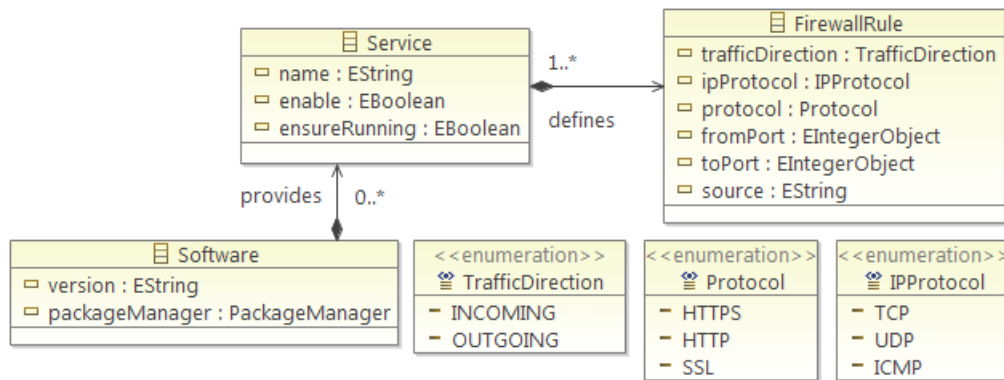 Service
name : EString
enable : EBoolean
ensureRunning : EBoolean
1..*
defines
FirewallRule
trafficDirection : TrafficDirection
ipProtocol : IPProtocol
protocol : Protocol
fromPort : EIntegerObject
toPort : EIntegerObject
source : EString
provides
0..*
Software
version : EString
packageManager : PackageManager
<<enumeration>>
TrafficDirection
INCOMING
OUTGOING
<<enumeration>>
Protocol
HTTPS
HTTP
SSL
<<enumeration>>
IPProtocol
TCP
UDP
ICMP